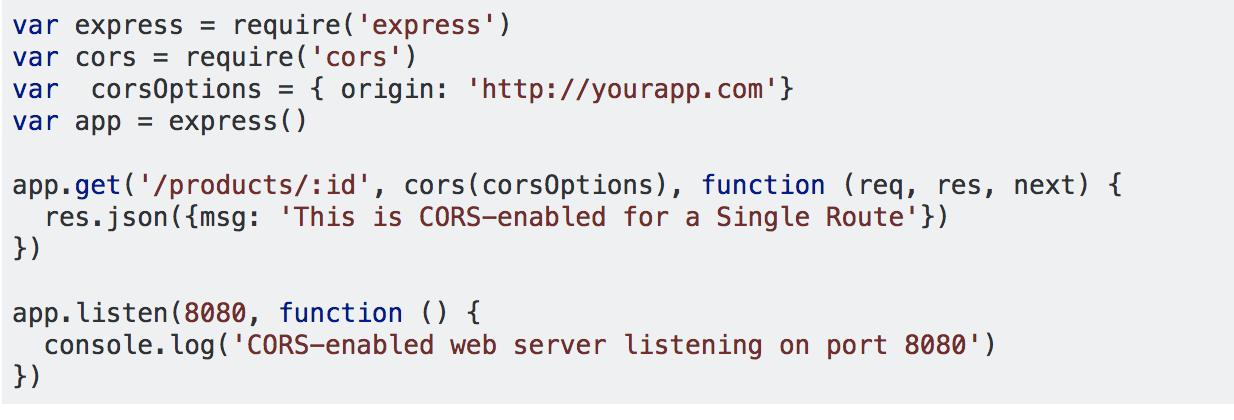 var express = require('express')
var cors = require('cors')
var  corsOptions = { origin: 'http://yourapp.com'}
var app = express()

app.get('/products/:id', cors(corsOptions), function (req, res, next) {
  res.json({msg: 'This is CORS-enabled for a Single Route'})
})

app.listen(8080, function () {
  console.log('CORS-enabled web server listening on port 8080')
})